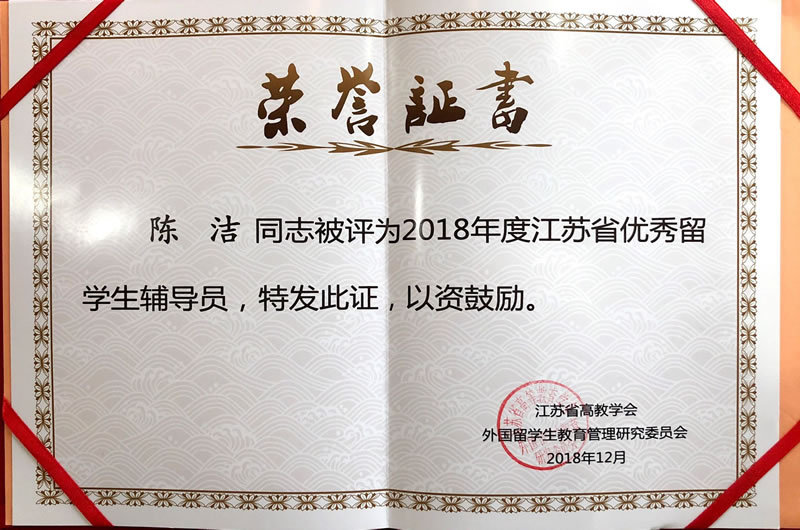 荣誉証書
陈 洁 同志被评为2018年度江苏省优秀留
学生辅导员，特发此证，以资鼓励。
江苏省高教学会
外国留学生教育管理研究委员会
2018年12月